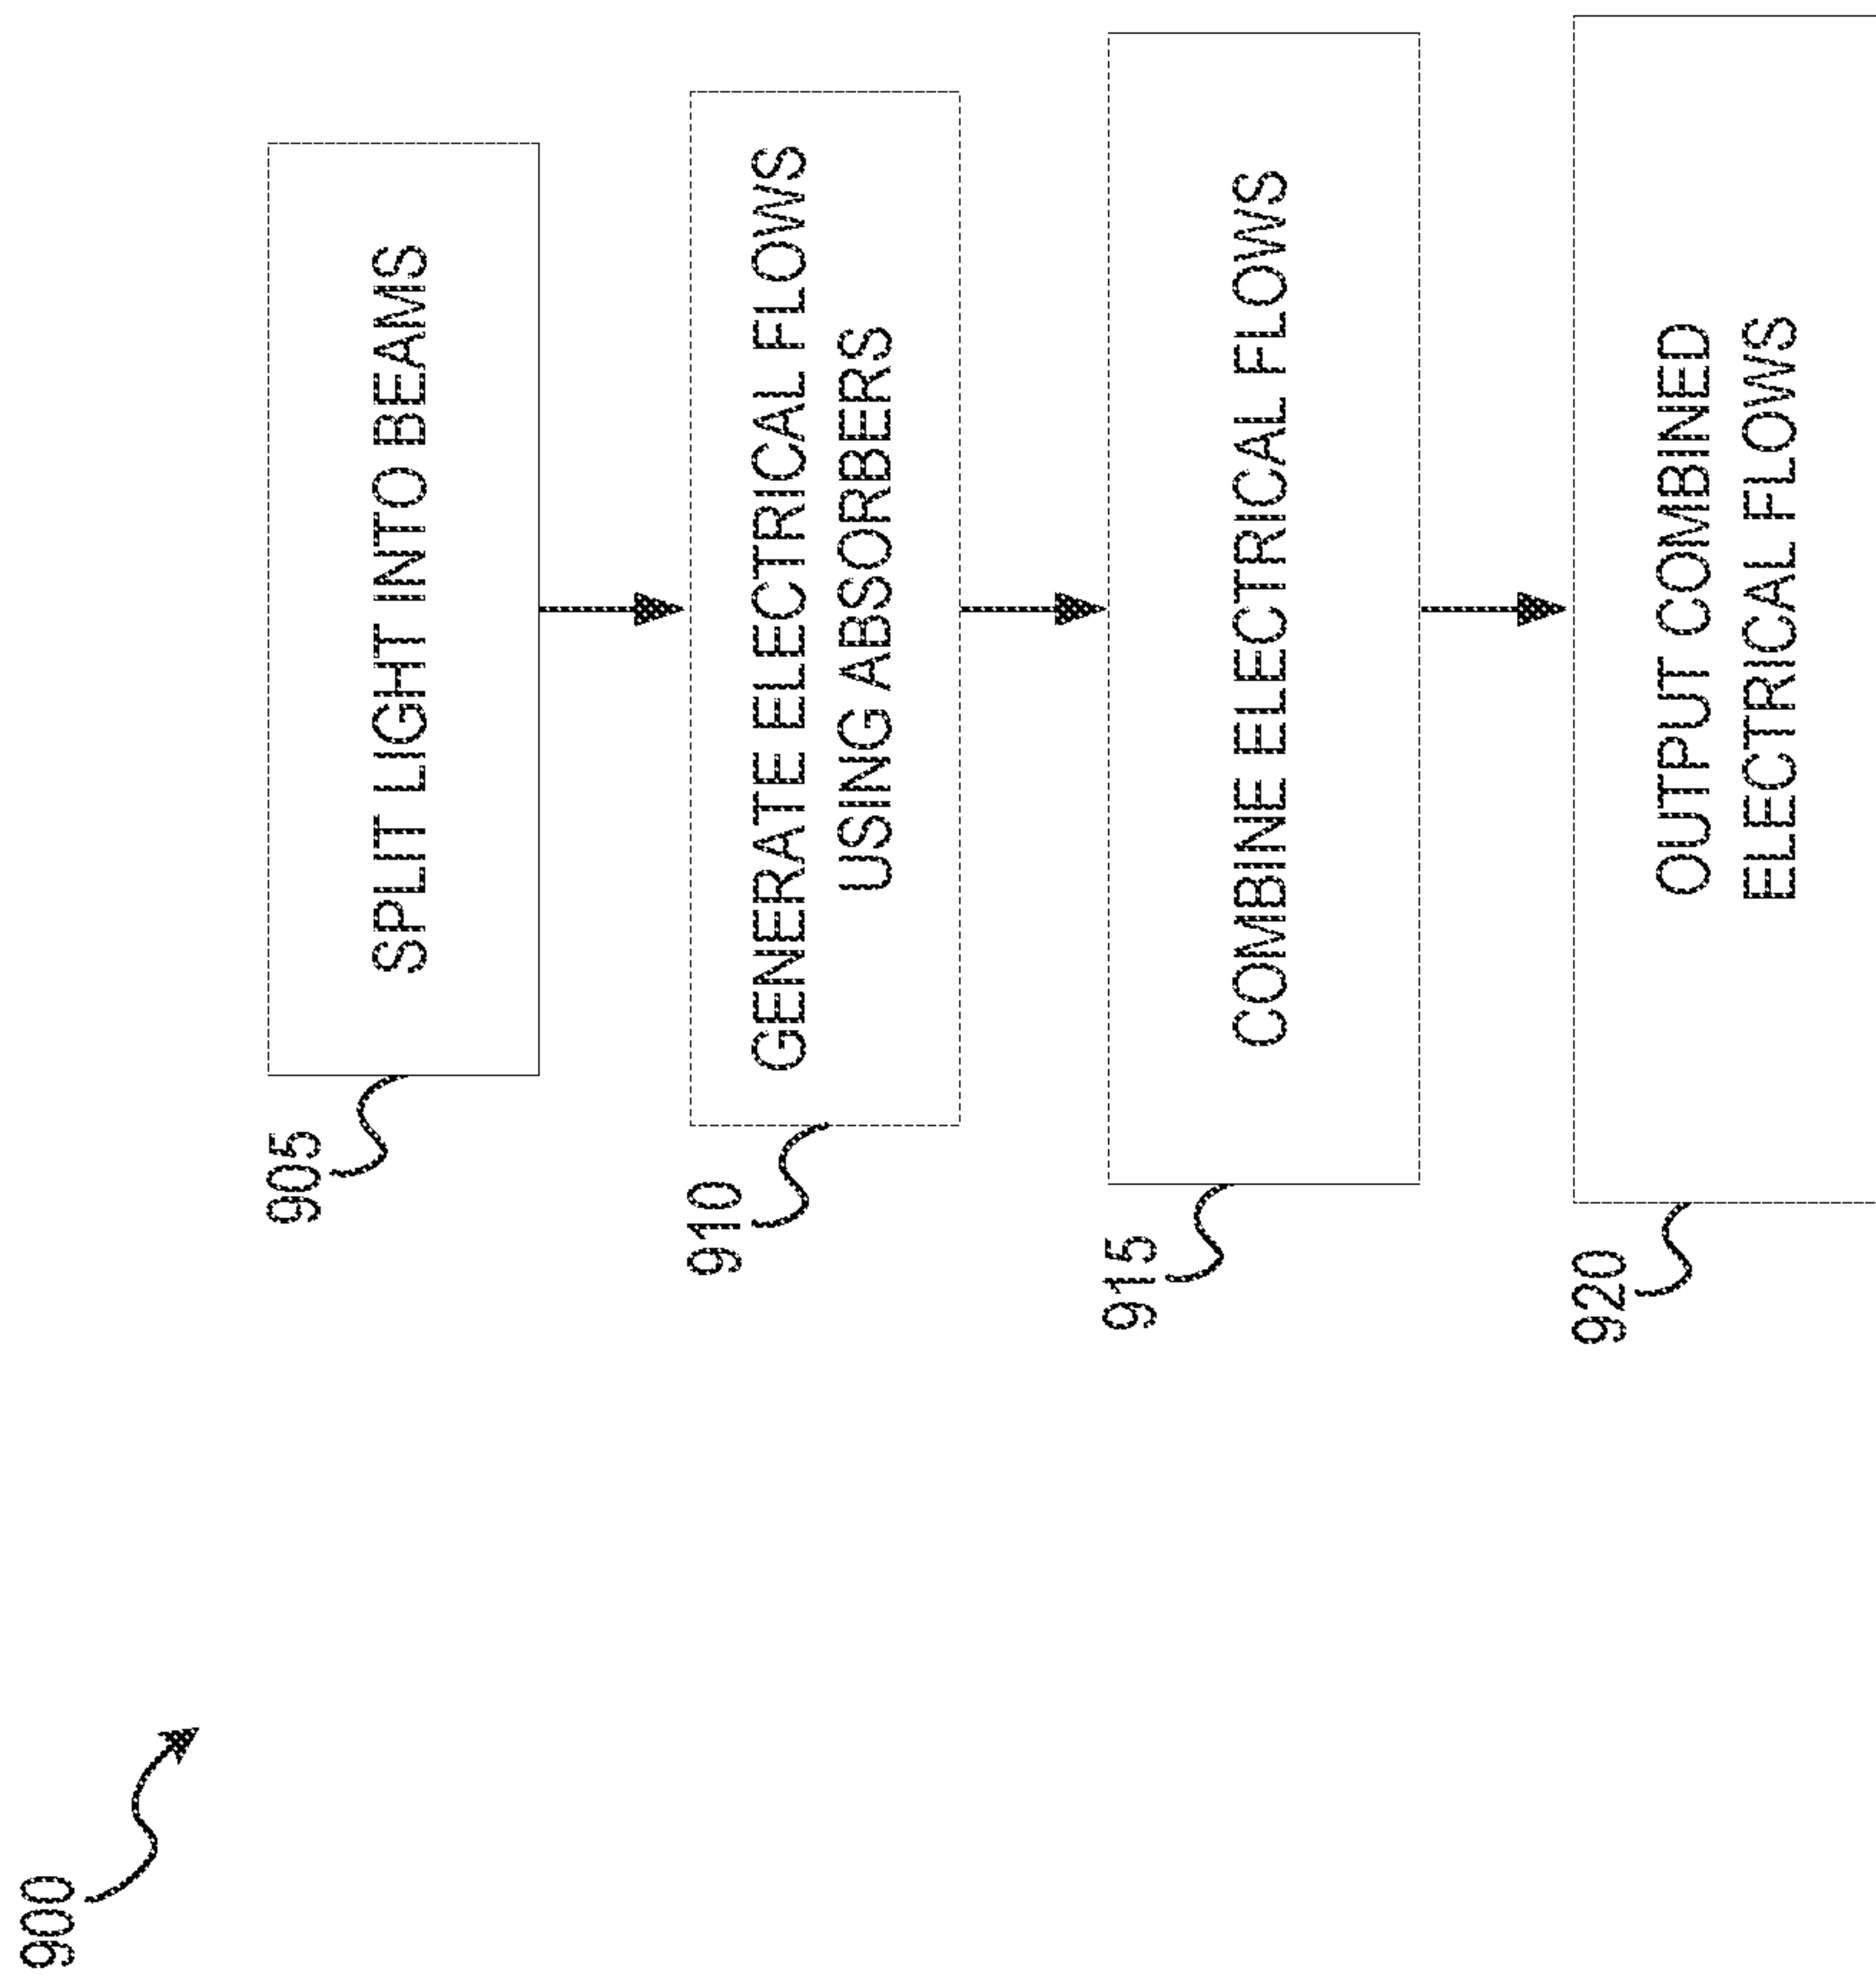 900
905
SPLIT LIGHT INTO BEAMS
910
GENERATE ELECTRICAL FLOWS
USING ABSORBERS
915
COMBINE ELECTRICAL FLOWS
920
OUTPUT COMBINED
ELECTRICAL FLOWS